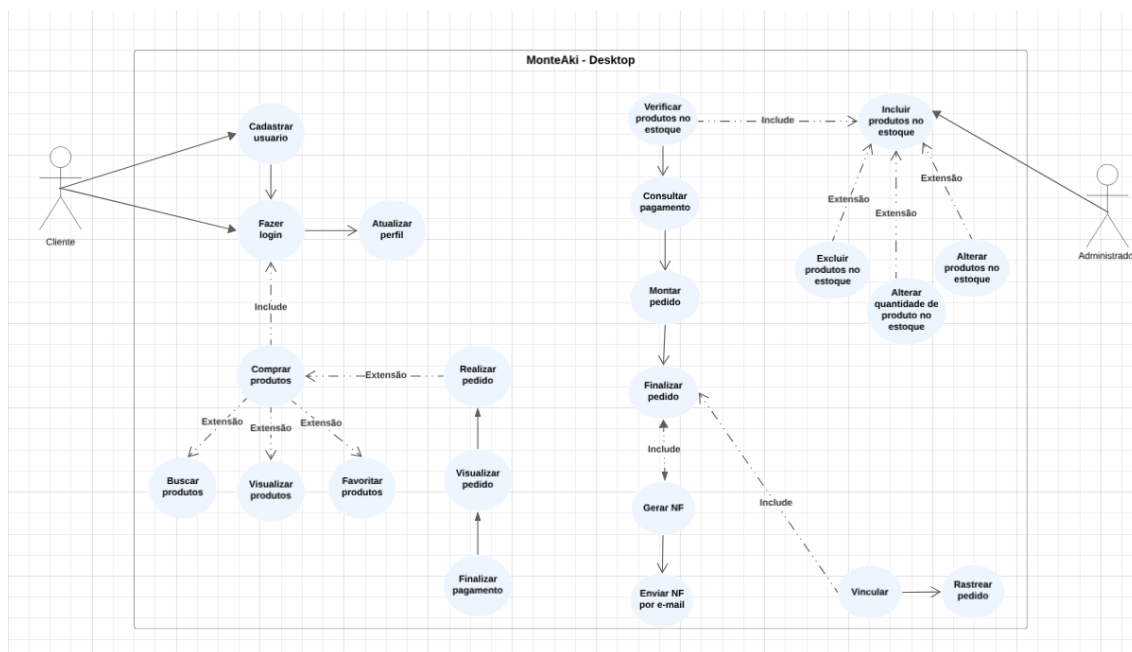 MonteAki - Desktop
Cadastrar
usuario
Verificar
produtos no
estoque
Include
Incluir
produtos no
estoque
Extensão
Extensão
Extensão
Cliente
Fazer
login
Atualizar
perfil
Consultar
pagamento
Administrado
Excluir
produtos no
estoque
Alterar
quantidade de
produto no
estoque
Alterar
produtos no
estoque
Include
Montar
pedido
Comprar
produtos
Extensão
Realizar
pedido
Finalizar
pedido
Extensão
Extensão
Extensão
Include
Buscar
produtos
Visualizar
produtos
Favoritar
produtos
Visualizar
pedido
Gerar NF
Include
Finalizar
pagamento
Enviar NF
por e-mail
Vincular
Rastrear
pedido